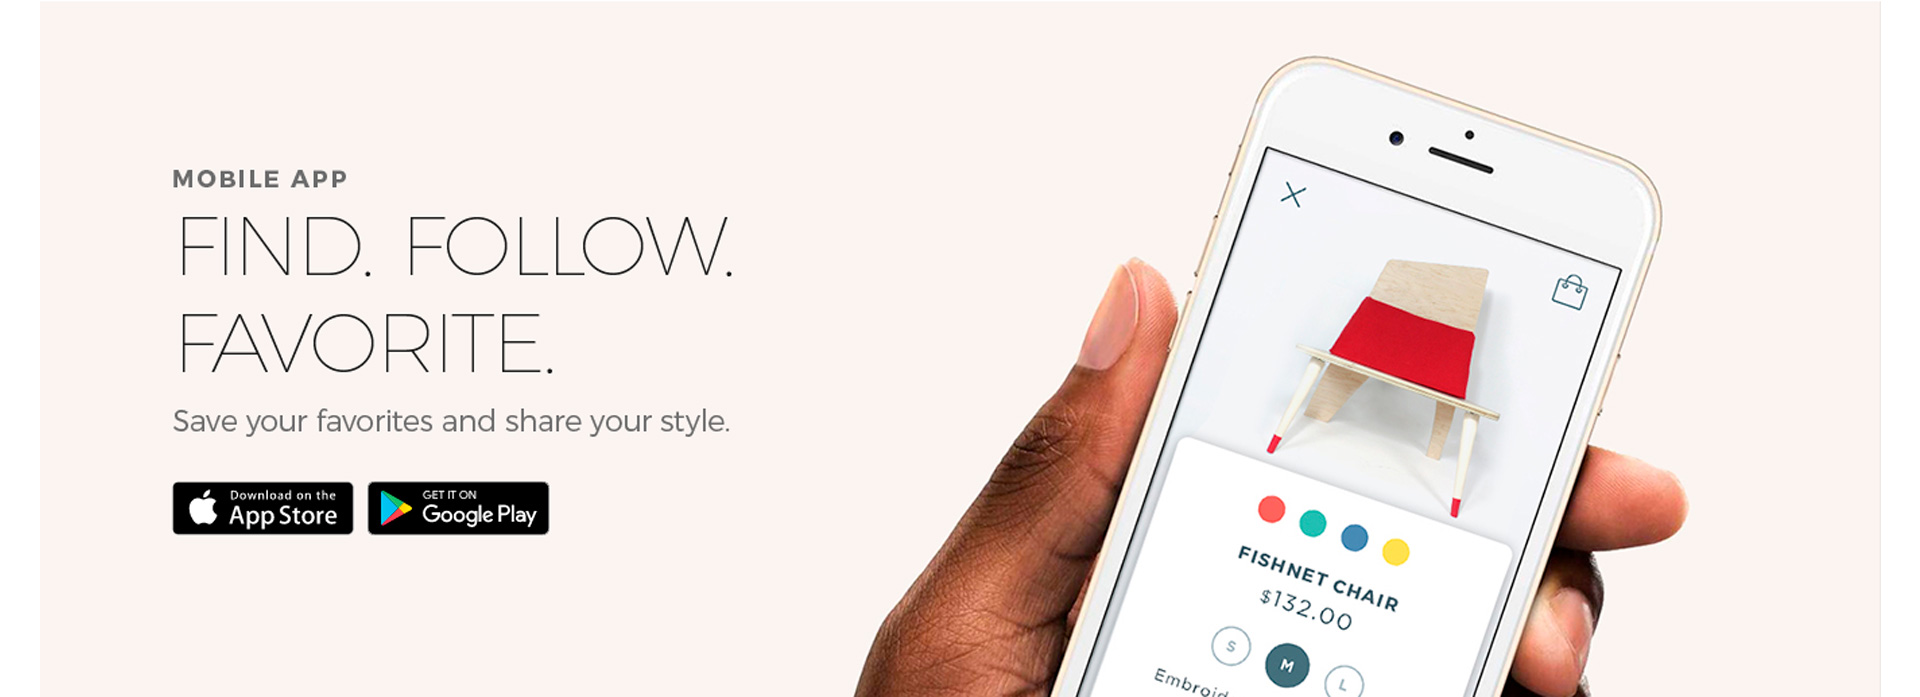 MOBILE APP
FIND. FOLLOW.
FAVORITE.
Save your favorites and share your style.
Download on the
App Store
GET IT ON
Google Play
FISHNET CHAIR
$132.00
S
M
L
Embroid